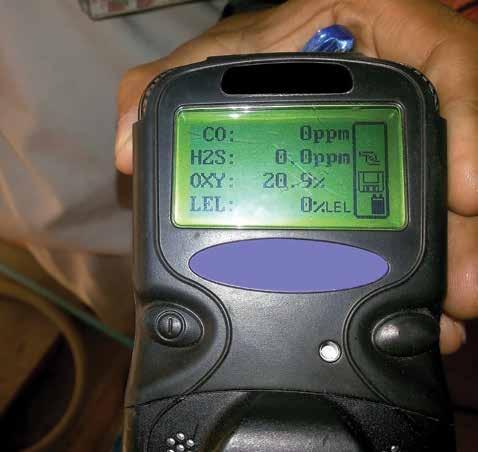 CO: 0ppm
H2S: 0.0ppm
OXY: 20.9%
LEL: 0%LEL